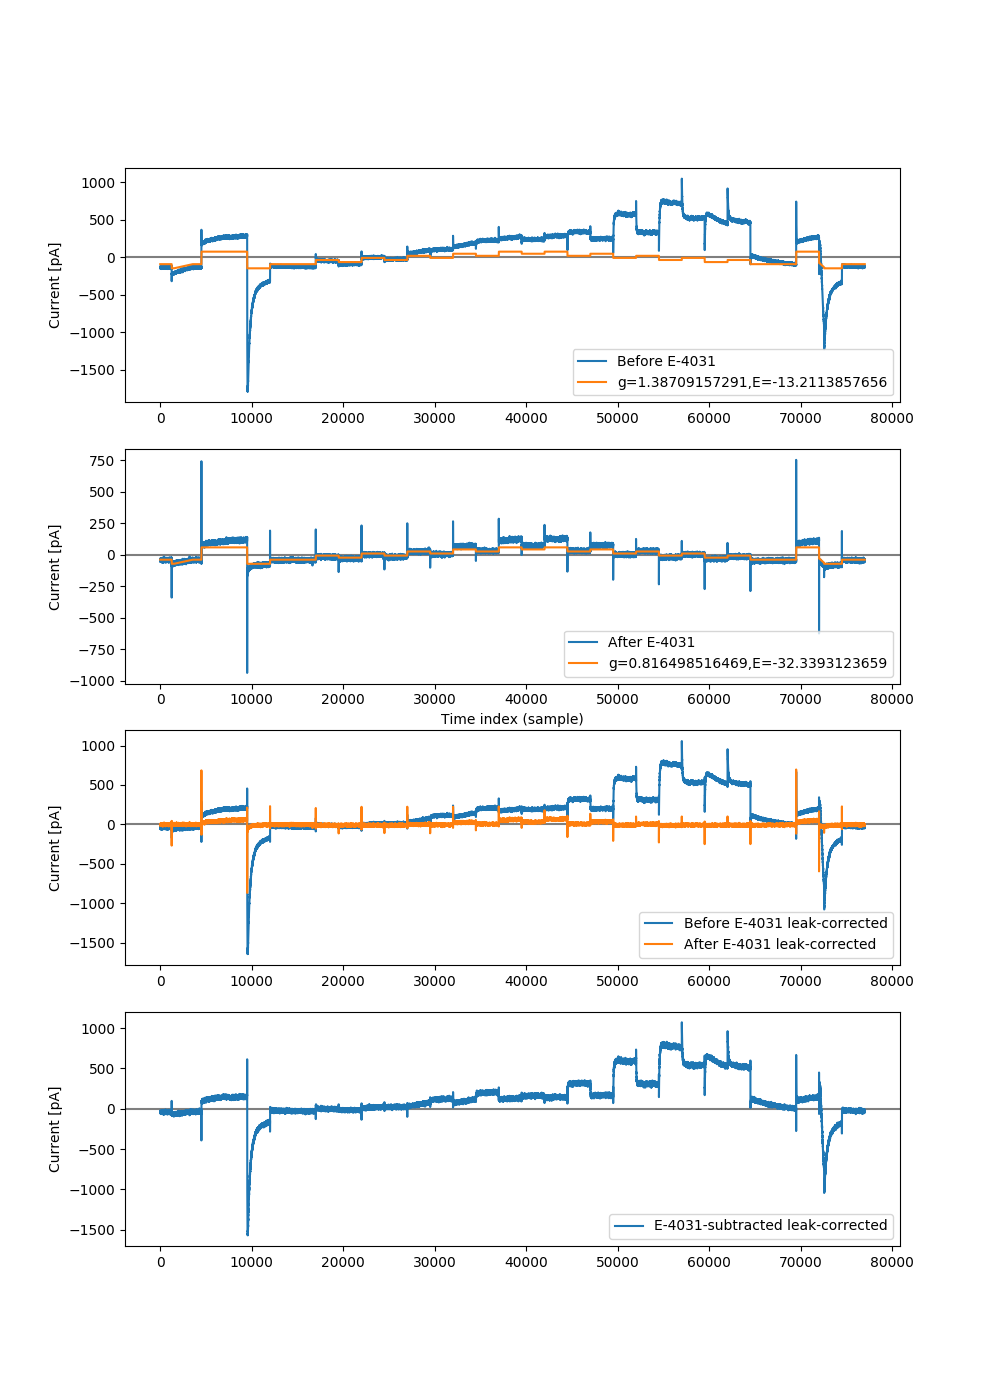 1000
500
0
−500
−1000
−1500
Current [pA]
Before E-4031
g=1.38709157291,E=-13.2113857656
0 10000 20000 30000 40000 50000 60000 70000 80000
750
500
250
0
−250
−500
−750
−1000
Current [pA]
After E-4031
g=0.816498516469,E=-32.3393123659
0 10000 20000 30000 40000 50000 60000 70000 80000
Time index (sample)
1000
500
0
−500
−1000
−1500
Current [pA]
Before E-4031 leak-corrected
After E-4031 leak-corrected
0 10000 20000 30000 40000 50000 60000 70000 80000
1000
500
0
−500
−1000
−1500
Current [pA]
E-4031-subtracted leak-corrected
0 10000 20000 30000 40000 50000 60000 70000 80000